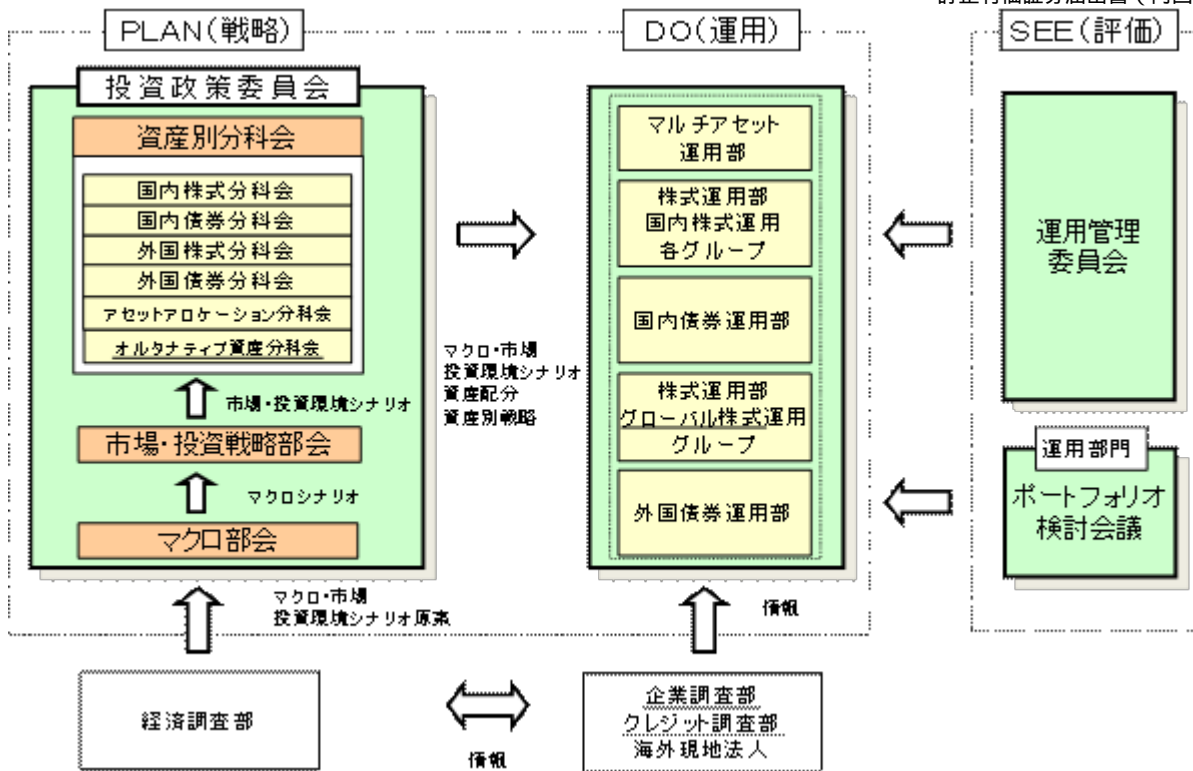 PLAN(戦略)
DO(運用)
SEE(評価)
投資政策委員会
資産別分科会
国内株式分科会
国内債券分科会
外国株式分科会
外国債券分科会
アセットアロケーション分科会
オルタナティブ資産分科会
市場・投資環境シナリオ
市場・投資戦略部会
マクロシナリオ
マクロ部会
マクロ・市場
投資環境シナリオ
資産配分
資産別戦略
マルチアセット
運用部
株式運用部
国内株式運用
各グループ
国内債券運用部
株式運用部
グローバル株式運用
グループ
外国債券運用部
運用管理
委員会
運用部門
ポートフォリオ
検討会議
マクロ・市場
投資環境シナリオ原案
情報
経済調査部
情報
企業調査部
クレジット調査部
海外現地法人